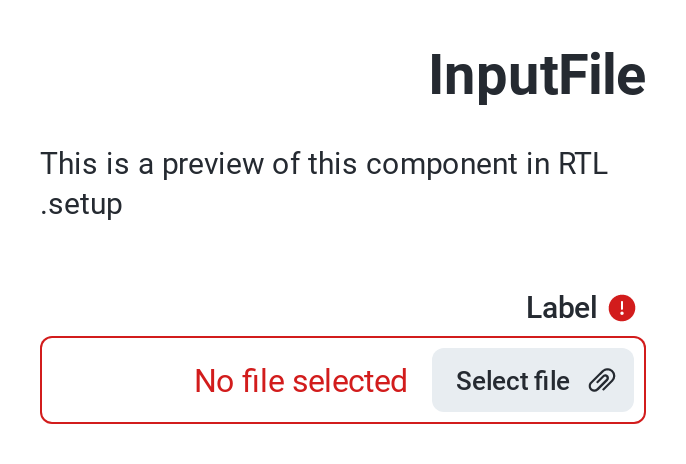 InputFile
This is a preview of this component in RTL
.setup
Label
No file selected
Select file